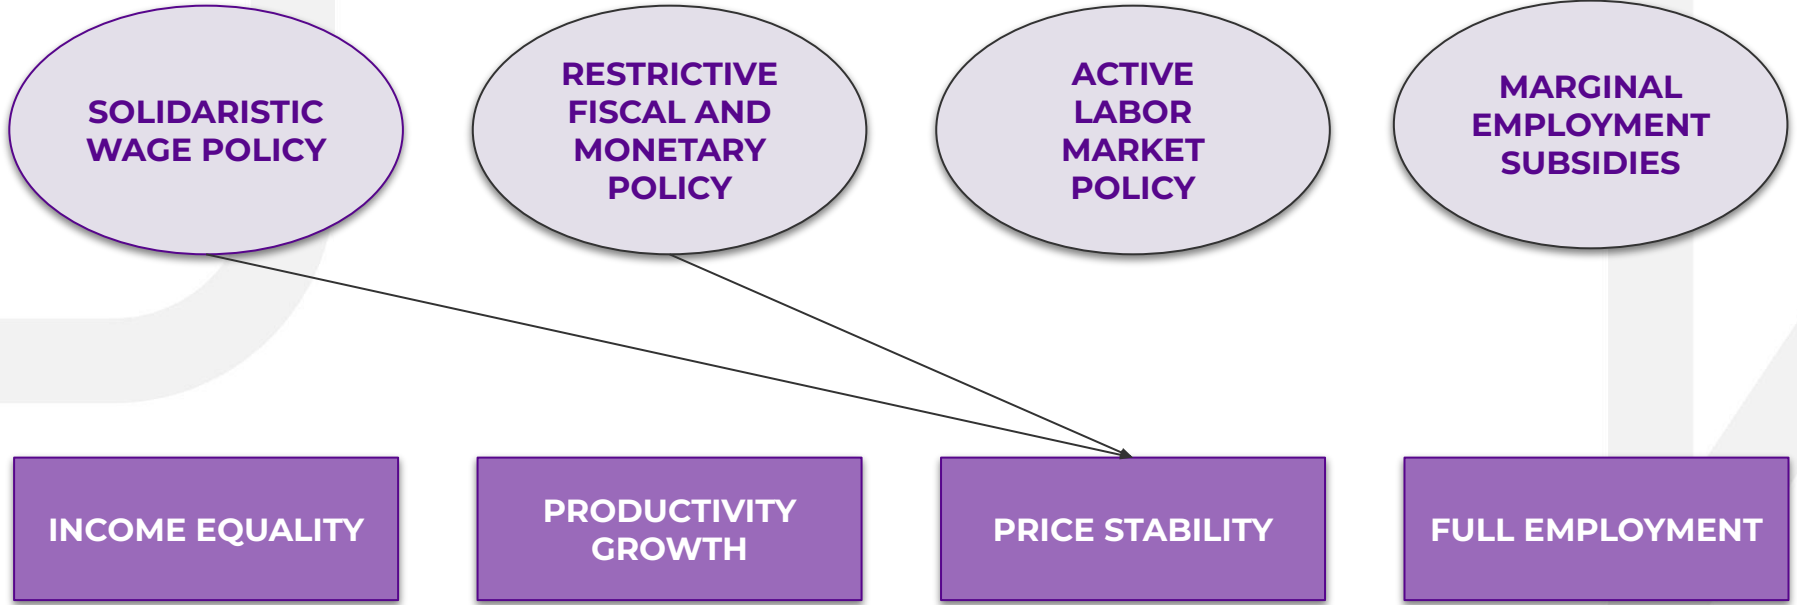 SOLIDARISTIC
WAGE POLICY
RESTRICTIVE
FISCAL AND
MONETARY
POLICY
ACTIVE
LABOR
MARKET
POLICY
MARGINAL
EMPLOYMENT
SUBSIDIES
INCOME EQUALITY
PRODUCTIVITY
GROWTH
PRICE STABILITY
FULL EMPLOYMENT